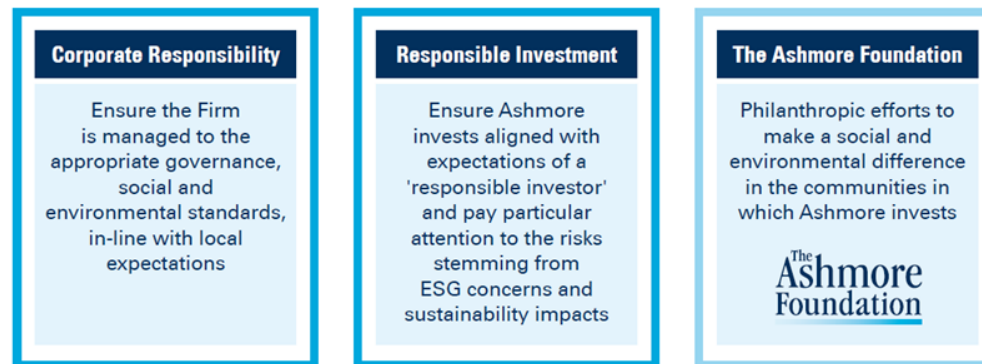 Corporate Responsibility
Ensure the Firm
is managed to the
appropriate governance,
social and
environmental standards,
in-line with local
expectations
Responsible Investment
Ensure Ashmore
invests aligned with
expectations of a
'responsible investor'
and pay particular
attention to the risks
stemming from
ESG concerns and
sustainability impacts
The Ashmore Foundation
Philanthropic efforts to
make a social and
environmental difference
in the communities in
which Ashmore invests
The
Ashmore
Foundation